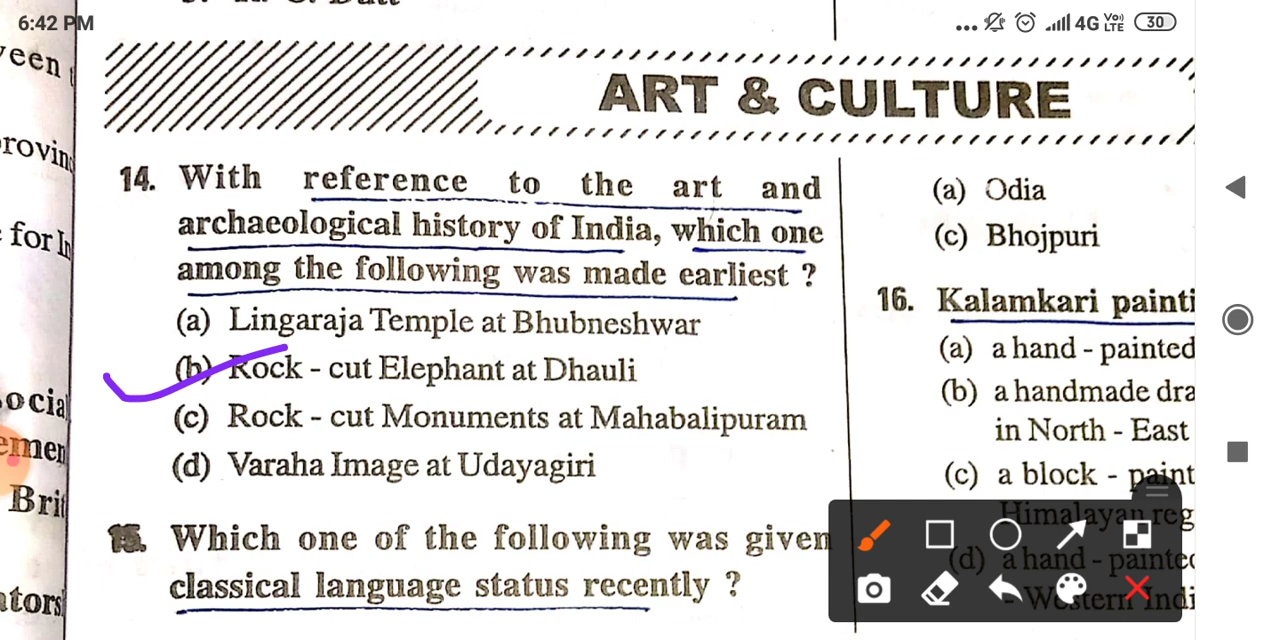 6:42 PM
4G VoLTE 30
ART & CULTURE
14. With reference to the art and
archaeological history of India, which one
among the following was made earliest ?
(a) Lingaraja Temple at Bhubneshwar
(b) Rock - cut Elephant at Dhauli
(c) Rock - cut Monuments at Mahabalipuram
(d) Varaha Image at Udayagiri
15. Which one of the following was given
classical language status recently ?
(a) Odia
(c) Bhojpuri
16. Kalamkari painti
(a) a hand - painted
(b) a handmade dra
in North - East
(c) a block - paint
Himalayan reg
(d) a hand - painted
- Western Indi
een
rovin
for In
ocia
emen
Brit
ators